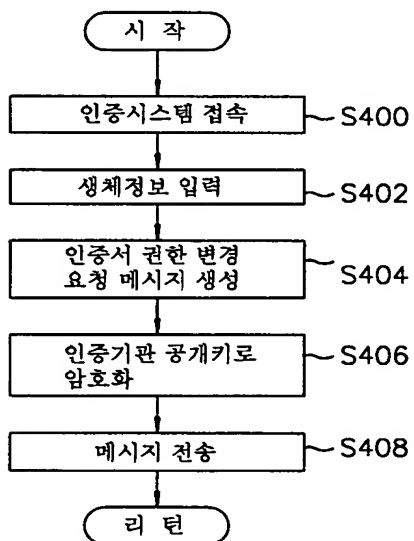 시 작
인증시스템 접속
S400
생체정보 입력
S402
인증서 권한 변경
요청 메시지 생성
S404
인증기관 공개키로
암호화
S406
메시지 전송
S408
리 턴